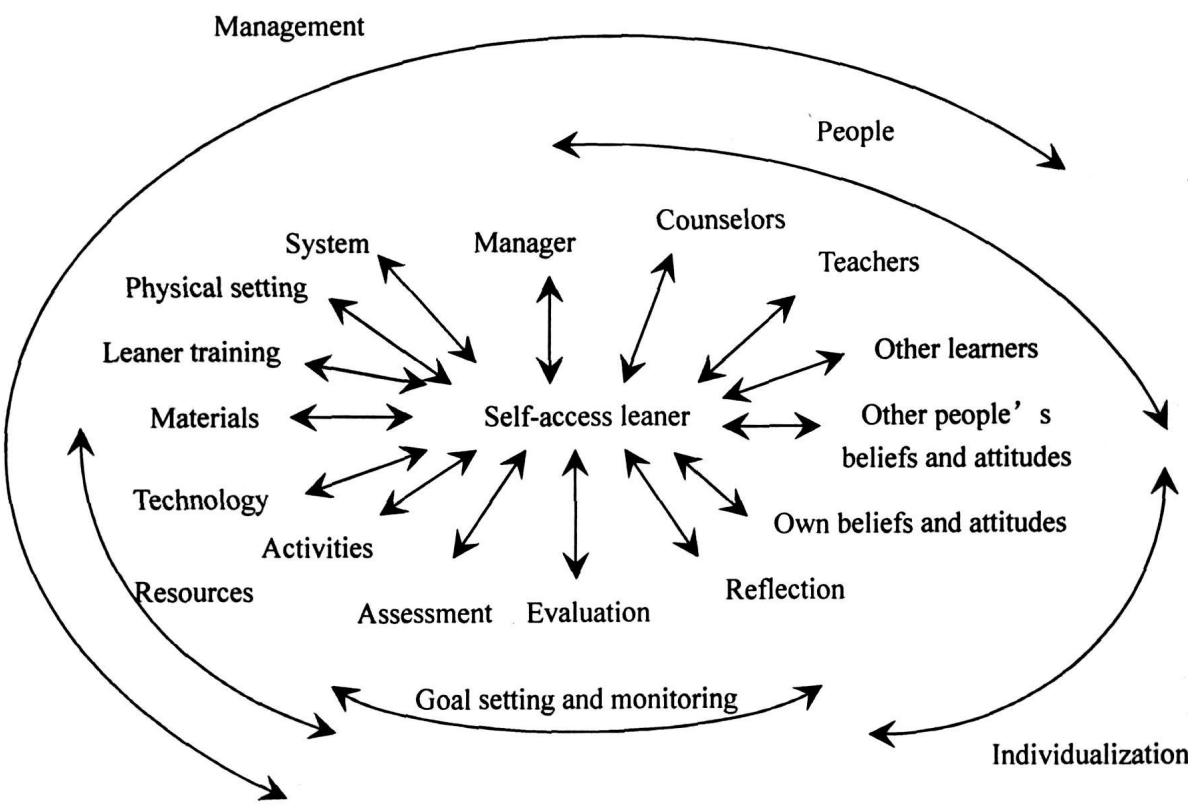 Management
People
Counselors
System
Manager
Teachers
Physical setting
Leaner training
Other learners
Materials
Self-access leaner
Other people's
beliefs and attitudes
Technology
Own beliefs and attitudes
Activities
Resources
Reflection
Assessment
Evaluation
Goal setting and monitoring
Individualization